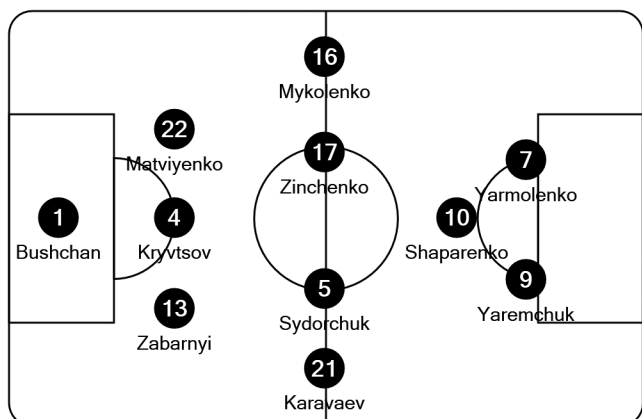 16
Mykolenko
22
Matviyenko
17
Zinchenko
7
Yarmolenko
1
Bushchan
4
Kryvtsov
10
Shaparenko
9
Yaremchuk
5
Sydorchuk
13
Zabarnyi
21
Karavaev